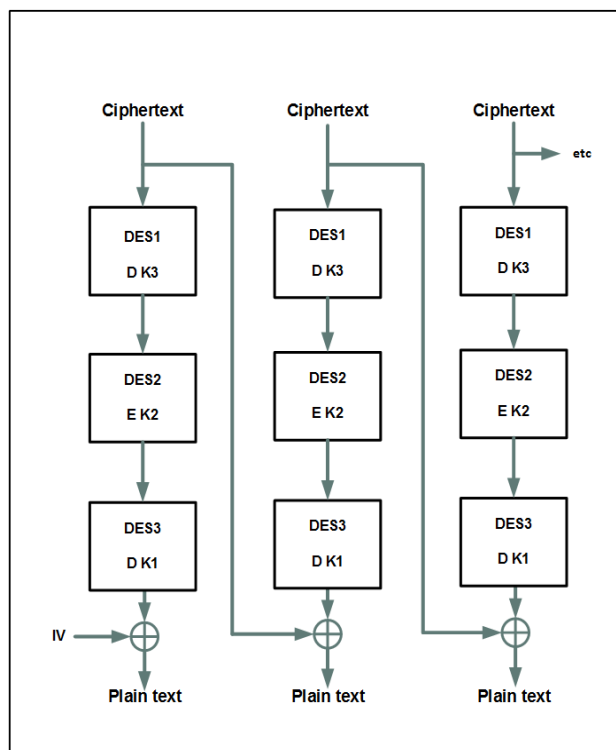 Ciphertext
Ciphertext
Ciphertext
etc
DES1
D K3
DES1
D K3
DES1
D K3
DES2
E K2
DES2
E K2
DES2
E K2
DES3
D K1
DES3
D K1
DES3
D K1
IV
Plain text
Plain text
Plain text